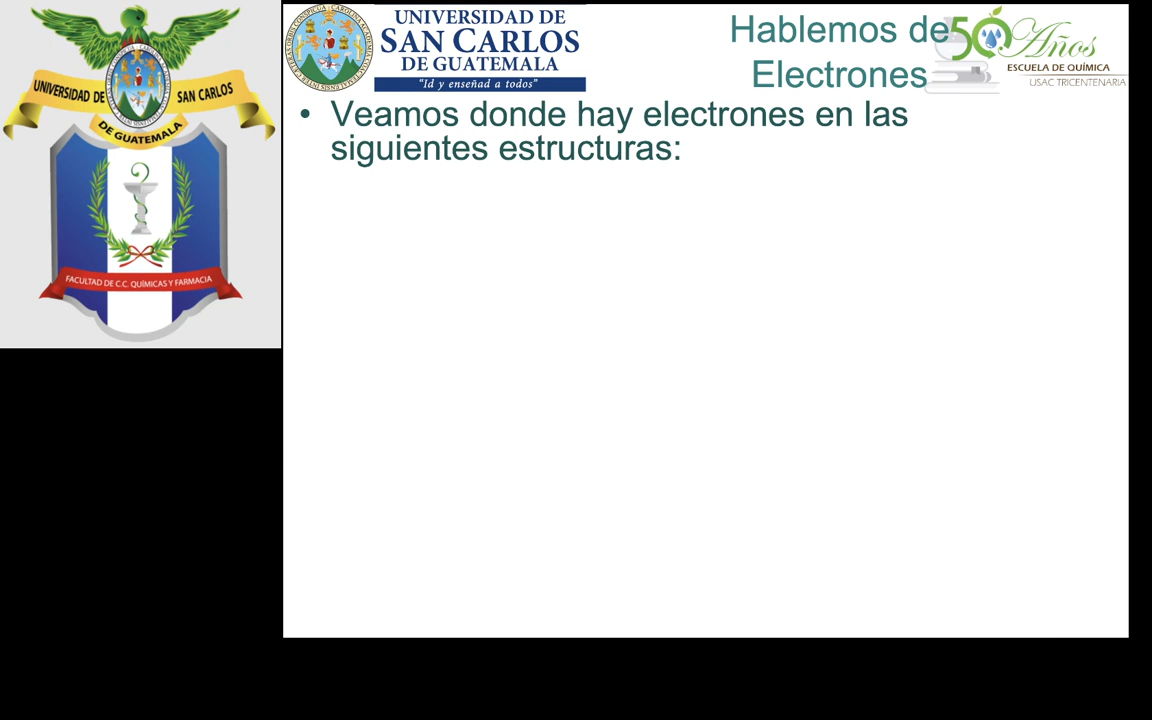 UNIVERSIDAD DE SAN CARLOS
DE GUATEMALA
FACULTAD DE C.C. QUÍMICAS Y FARMACIA
UNIVERSIDAD DE
SAN CARLOS
DE GUATEMALA
"Id y enseñad a todos"
Hablemos de
Electrones
50 Años
ESCUELA DE QUÍMICA
USAC TRICENTENARIA
• Veamos donde hay electrones en las
siguientes estructuras: